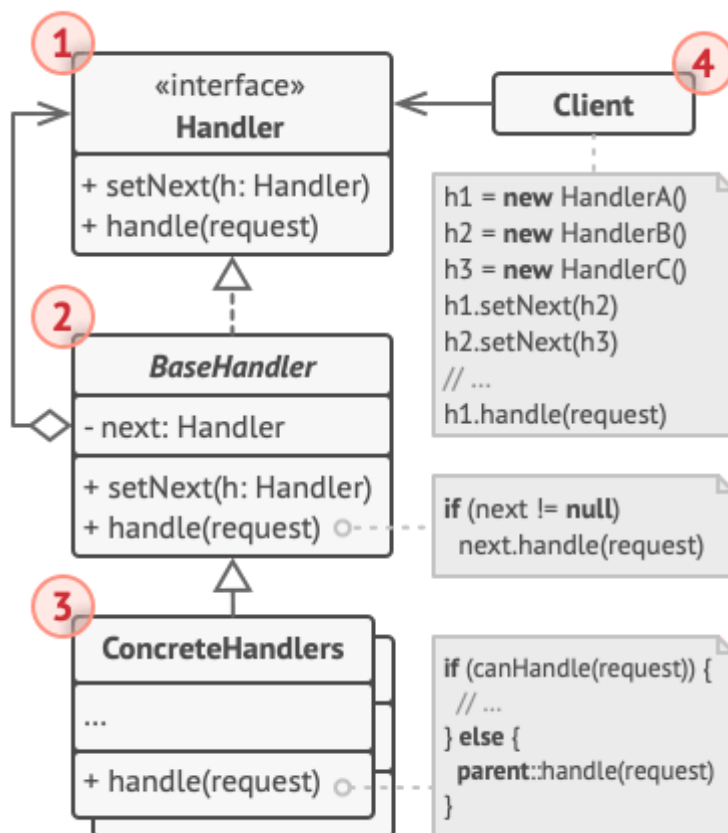 1
«interface»
Handler
+ setNext(h: Handler)
+ handle(request)
4
Client
h1 = new HandlerA()
h2 = new HandlerB()
h3 = new HandlerC()
h1.setNext(h2)
h2.setNext(h3)
// ...
h1.handle(request)
2
BaseHandler
- next: Handler
+ setNext(h: Handler)
+ handle(request)
if (next != null)
next.handle(request)
3
ConcreteHandlers
...
+ handle(request)
if (canHandle(request)) {
// ...
} else {
parent::handle(request)
}